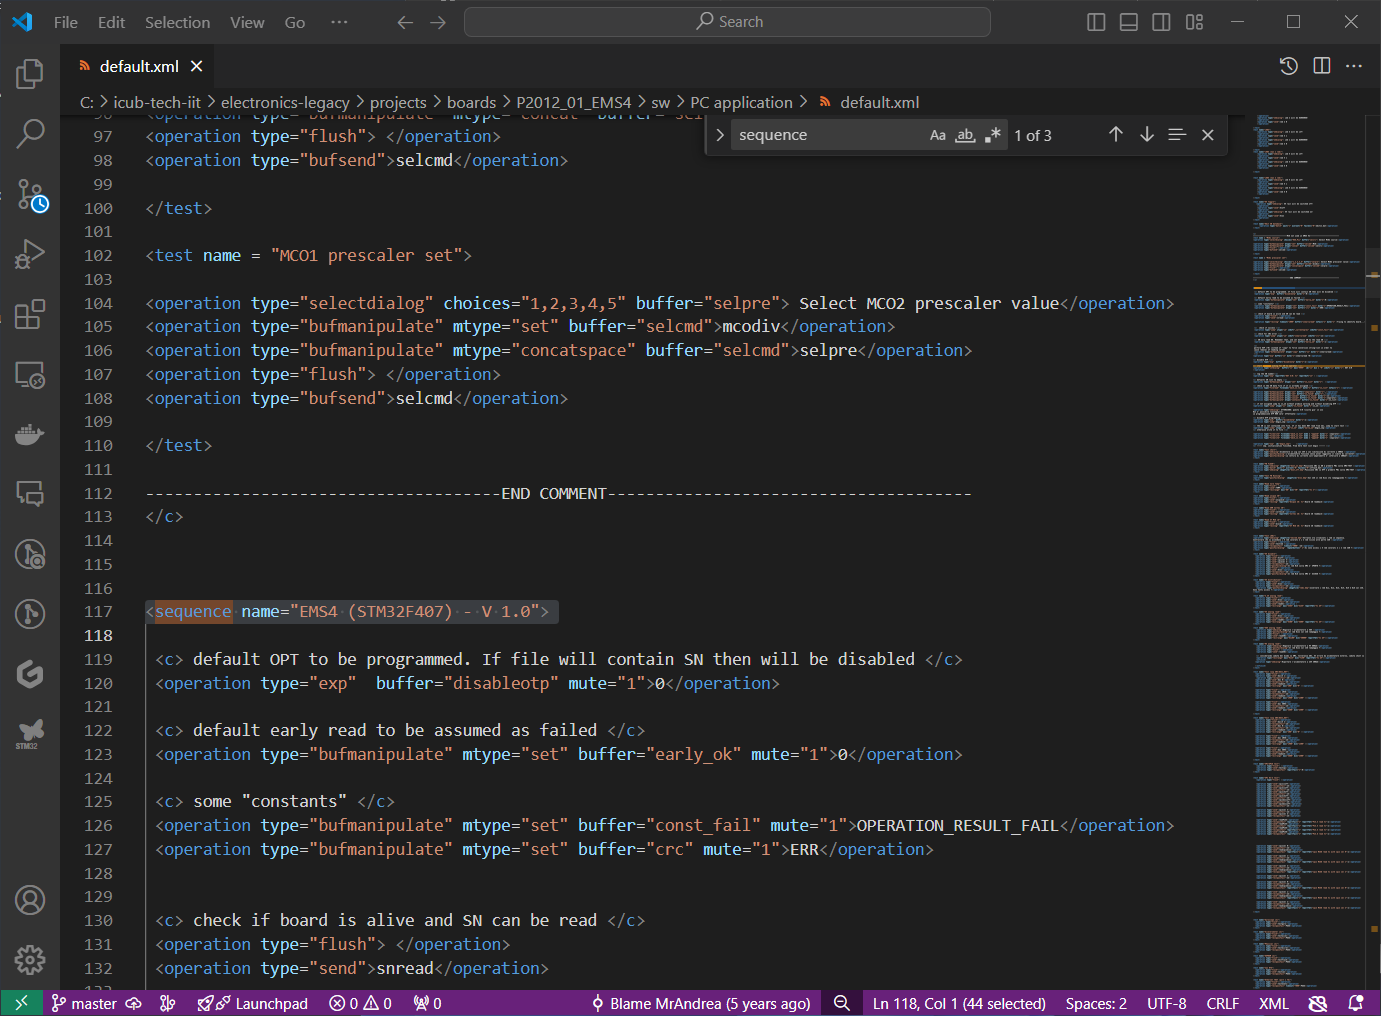 File Edit Selection View Go ··· Search
default.xml
C: > icub-tech-iit > electronics-legacy > projects > boards > P2012_01_EMS4 > sw > PC application > default.xml
sequence Aa ab 1 of 3
97 <operation type="flush"> </operation>
98 <operation type="bufsend">selcmd</operation>
99
100 </test>
101
102 <test name = "MCO1 prescaler set">
103
104 <operation type="selectdialog" choices="1,2,3,4,5" buffer="selpre"> Select MCO2 prescaler value</operation>
105 <operation type="bufmanipulate" mtype="set" buffer="selcmd">mcodiv</operation>
106 <operation type="bufmanipulate" mtype="concatspace" buffer="selcmd">selpre</operation>
107 <operation type="flush"> </operation>
108 <operation type="bufsend">selcmd</operation>
109
110 </test>
111
112 -------------------------------------END COMMENT--------------------------------------
113 </c>
114
115
116
117 <sequence name="EMS4 (STM32F407) - V 1.0">
118
119 <c> default OPT to be programmed. If file will contain SN then will be disabled </c>
120 <operation type="exp"  buffer="disableotp" mute="1">0</operation>
121
122 <c> default early read to be assumed as failed </c>
123 <operation type="bufmanipulate" mtype="set" buffer="early_ok" mute="1">0</operation>
124
125 <c> some "constants" </c>
126 <operation type="bufmanipulate" mtype="set" buffer="const_fail" mute="1">OPERATION_RESULT_FAIL</operation>
127 <operation type="bufmanipulate" mtype="set" buffer="crc" mute="1">ERR</operation>
128
129
130 <c> check if board is alive and SN can be read </c>
131 <operation type="flush"> </operation>
132 <operation type="send">snread</operation>
STM32
master Launchpad 0 0 0 Blame MrAndrea (5 years ago) Ln 118, Col 1 (44 selected) Spaces: 2 UTF-8 CRLF XML